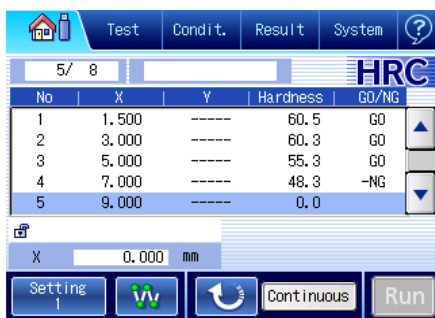 Test Condit. Result System ?
5/ 8 HRC
No X Y Hardness GO/NG
1 1.500 ----- 60.5 GO
2 3.000 ----- 60.3 GO
3 5.000 ----- 55.3 GO
4 7.000 ----- 48.3 -NG
5 9.000 ----- 0.0
X 0.000 mm
Setting
1 Continuous Run